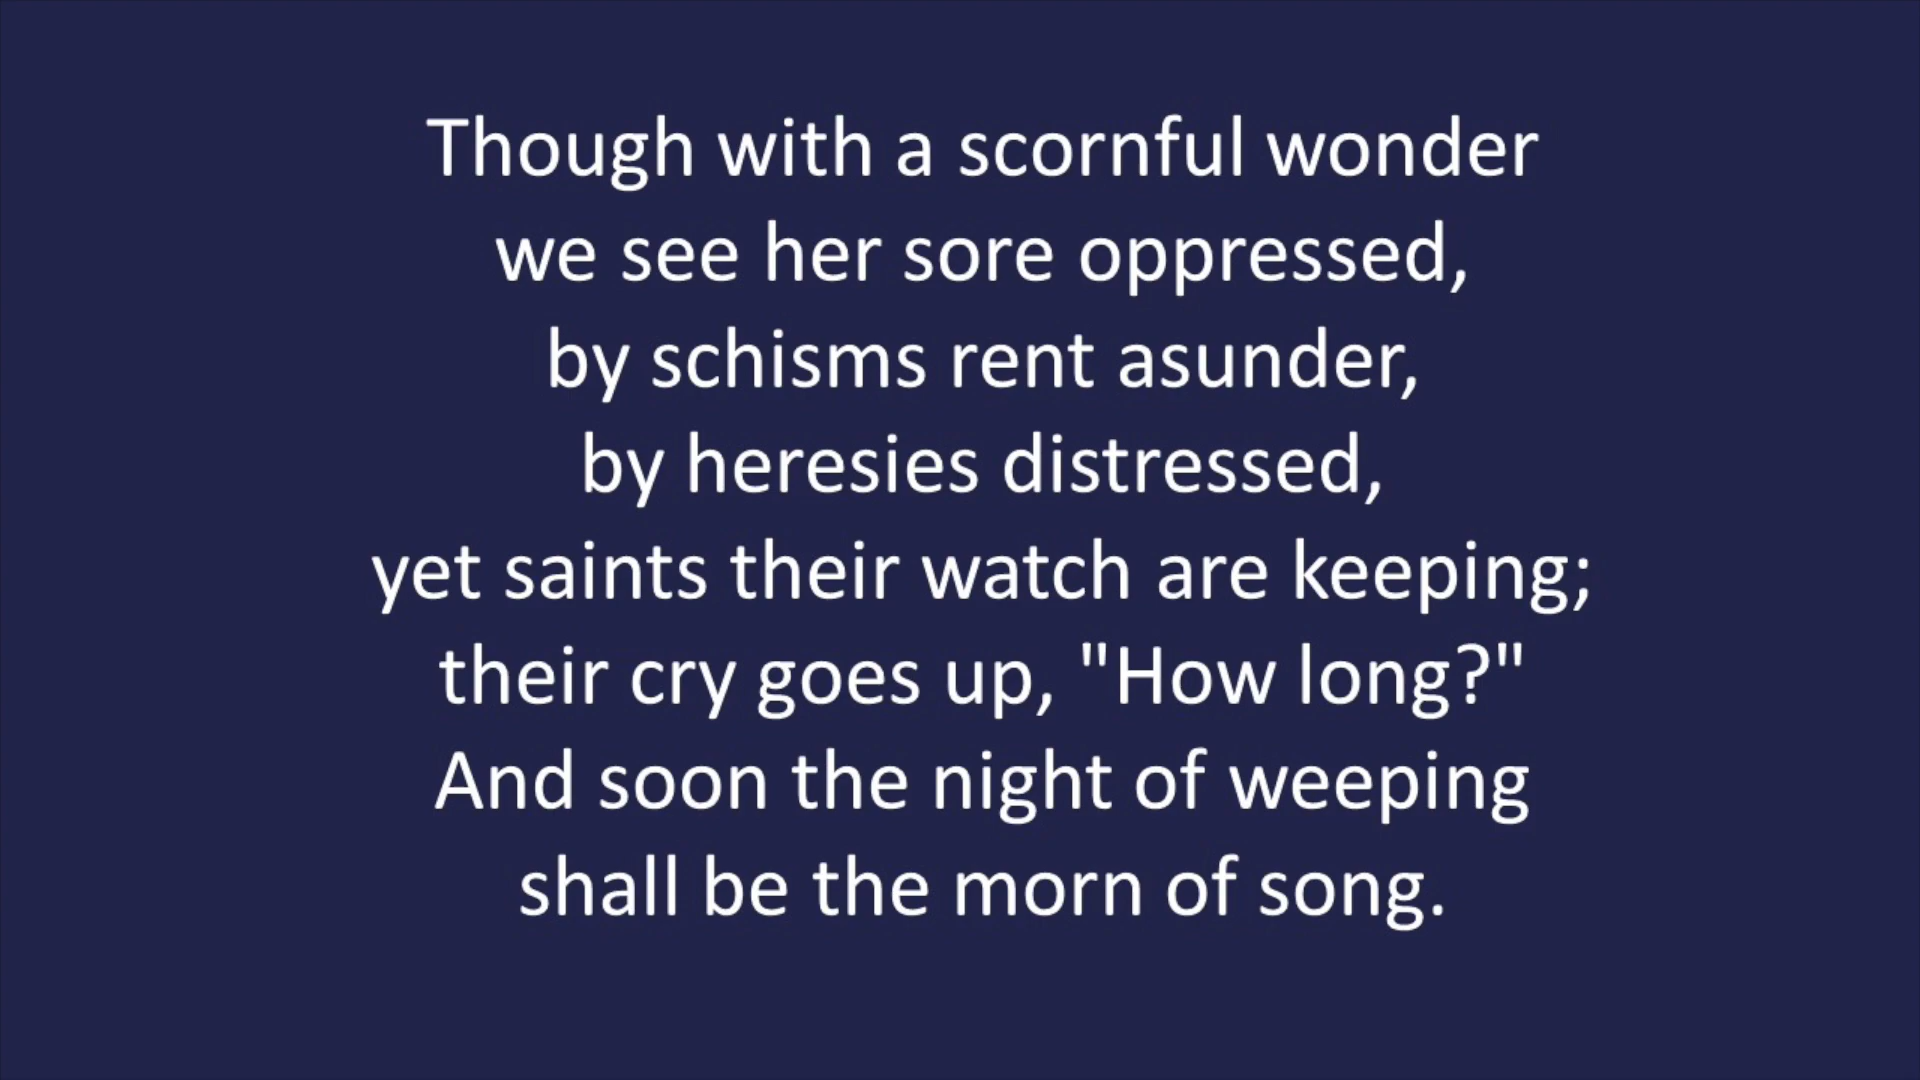 Though with a scornful wonder
we see her sore oppressed,
by schisms rent asunder,
by heresies distressed,
yet saints their watch are keeping;
their cry goes up, "How long?"
And soon the night of weeping
shall be the morn of song.